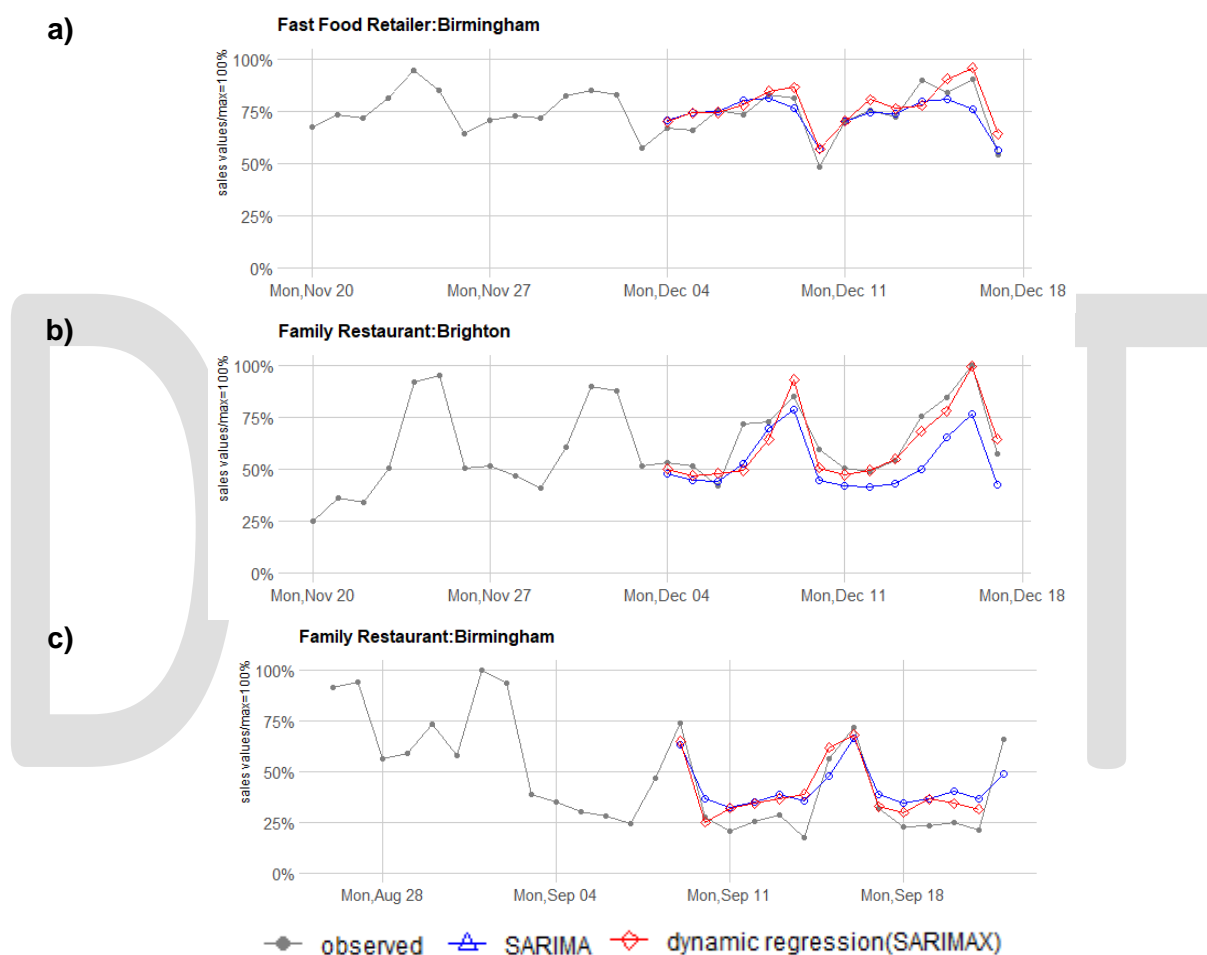 a)
Fast Food Retailer:Birmingham
sales values/max=100%
100%
75%
50%
25%
0%
Mon,Nov 20 Mon,Nov 27 Mon,Dec 04 Mon,Dec 11 Mon,Dec 18
b)
Family Restaurant:Brighton
sales values/max=100%
100%
75%
50%
25%
0%
Mon,Nov 20 Mon,Nov 27 Mon,Dec 04 Mon,Dec 11 Mon,Dec 18
c)
Family Restaurant:Birmingham
sales values/max=100%
100%
75%
50%
25%
0%
Mon,Aug 28 Mon,Sep 04 Mon,Sep 11 Mon,Sep 18
observed SARIMA dynamic regression(SARIMAX)
D T